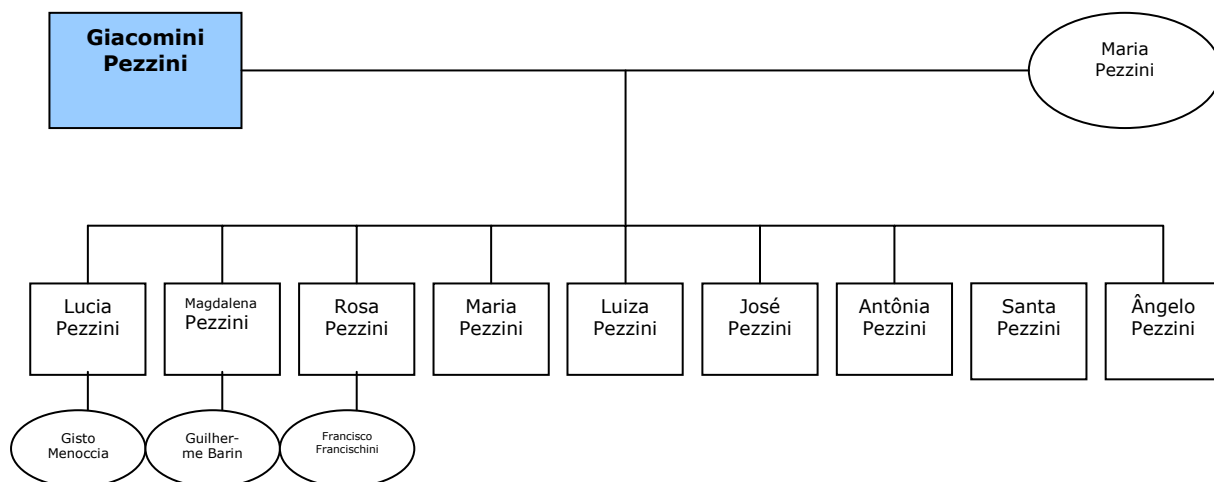 Giacomini
Pezzini
Maria
Pezzini
Lucia
Pezzini
Magdalena
Pezzini
Rosa
Pezzini
Maria
Pezzini
Luiza
Pezzini
José
Pezzini
Antônia
Pezzini
Santa
Pezzini
Ângelo
Pezzini
Gisto
Menoccia
Guilher-
me Barin
Francisco
Francischini